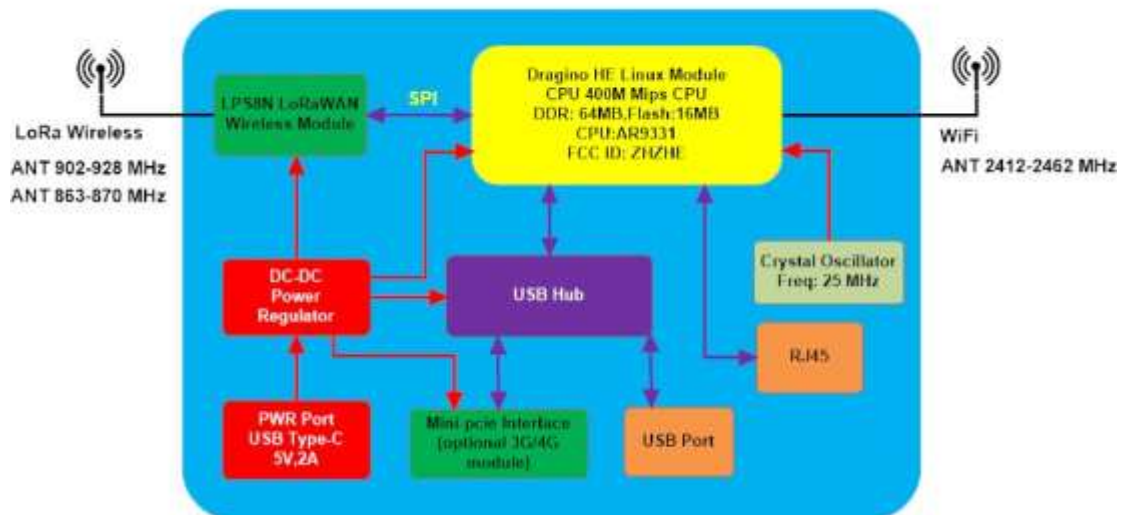 Dragino HE Linux Module
CPU 400M Mips CPU
DDR: 64MB,Flash:16MB
CPU:AR9331
FCC ID: ZHZHE
LPS8N LoRaWAN
Wireless Module
SPI
LoRa Wireless
ANT 902-928 MHz
ANT 863-870 MHz
WiFi
ANT 2412-2462 MHz
DC-DC
Power
Regulator
USB Hub
Crystal Oscillator
Freq: 25 MHz
RJ45
PWR Port
USB Type-C
5V,2A
Mini pcie Interface
(optional 3G/4G
module)
USB Port